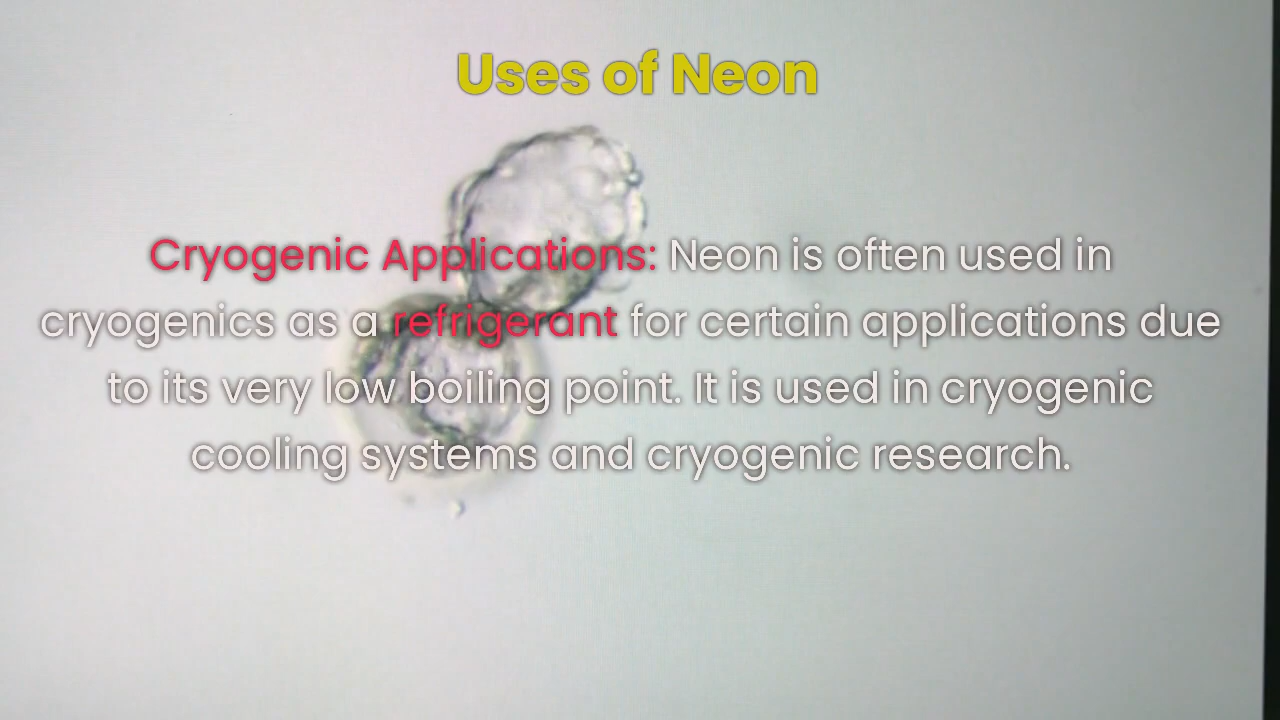 Uses of Neon
Cryogenic Applications: Neon is often used in
cryogenics as a refrigerant for certain applications due
to its very low boiling point. It is used in cryogenic
cooling systems and cryogenic research.